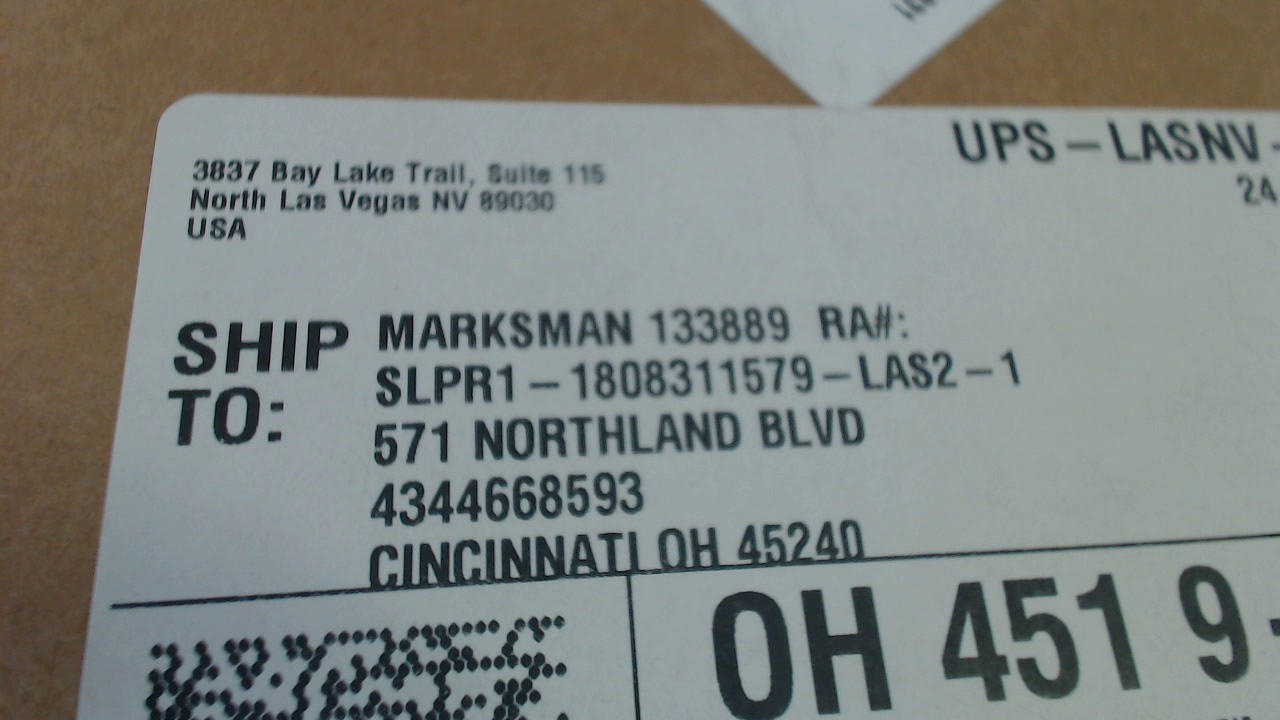 UPS – LASNV -
24
3837 Bay Lake Trail, Suite 115
North Las Vegas NV 89030
USA
SHIP TO:
MARKSMAN 133889 RA#:
SLPR1 – 1808311579 – LAS2 – 1
571 NORTHLAND BLVD
4344668593
CINCINNATI OH 45240
OH 451 9 -